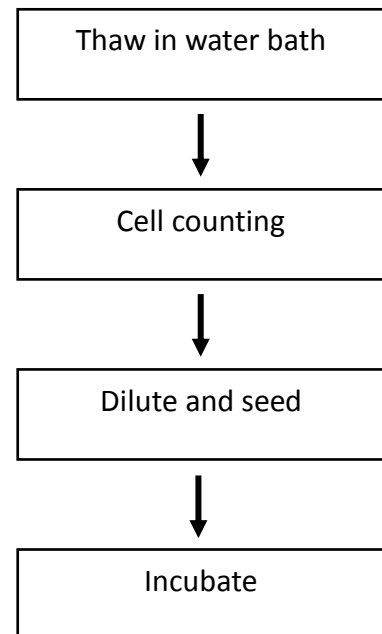 Thaw in water bath
Cell counting
Dilute and seed
Incubate